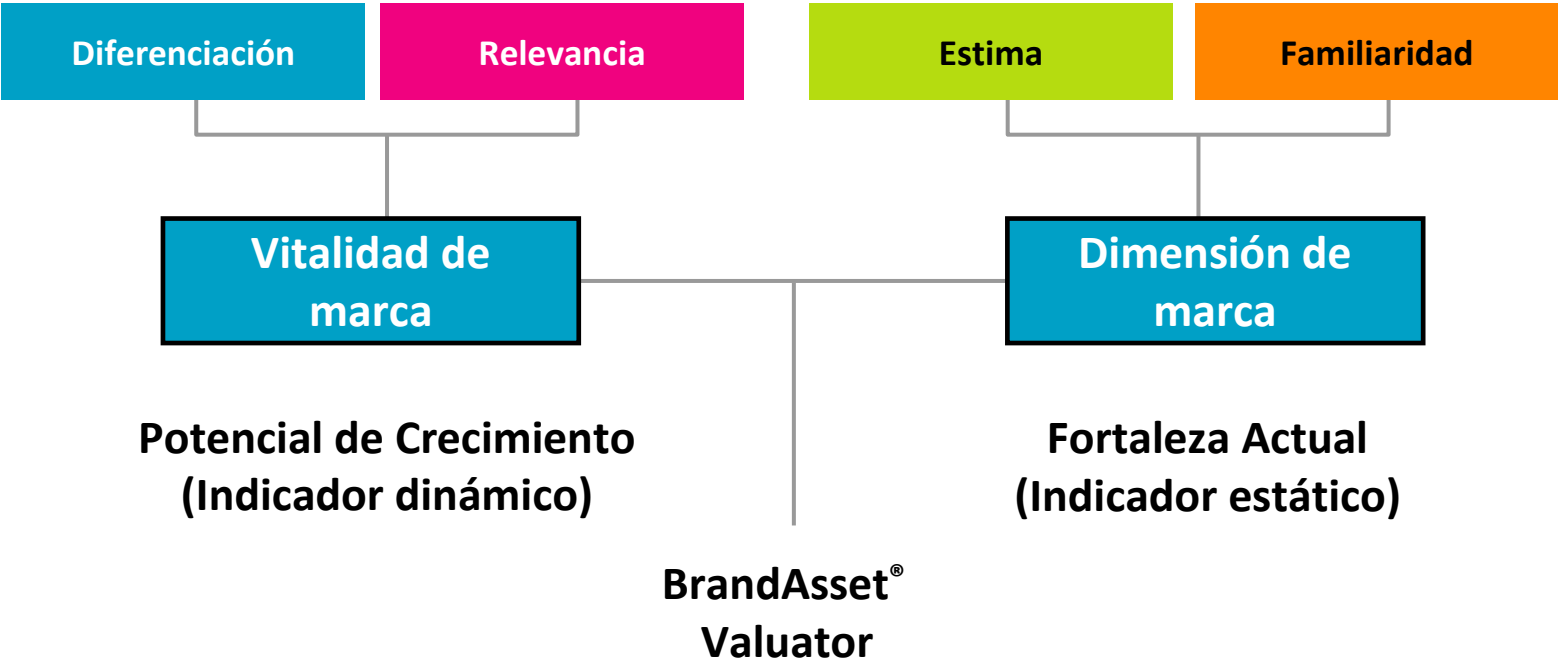 Diferenciación
Relevancia
Estima
Familiaridad
Vitalidad de
marca
Dimensión de
marca
Potencial de Crecimiento
(Indicador dinámico)
Fortaleza Actual
(Indicador estático)
BrandAsset®
Valuator